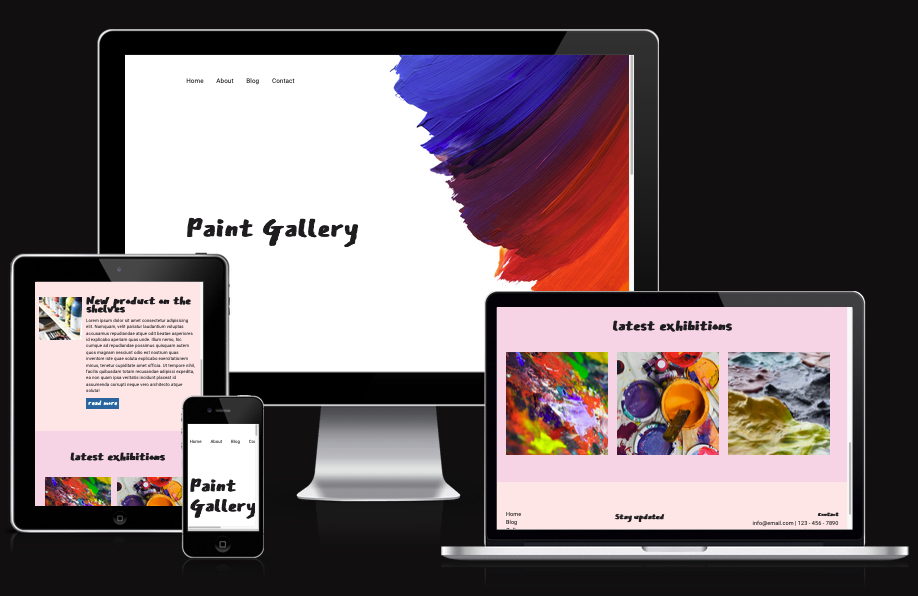 Home About Blog Contact
Paint Gallery
New product on the
shelves
Lorem ipsum dolor sit amet consectetur adipisicing
elit. Numquam, velit pariatur laudantium voluptas
accusamus repudiandae atque odit beatae asperiores
id explicabo aperiam quas unde. Illum nemo, hic
cumque ad repudiandae possimus quisquam autem
quos magnam nesciunt odio est nostrum quas
inventore iste quae soluta explicabo exercitationem
minus, tenetur cupiditate amet officia. Ut tempore nihil,
facilis quibusdam totam recusandae adipisci expedita,
ea non quam ipsa veritatis incidunt placeat id
assumenda corrupti neque vero architecto atque
soluta!
read more
latest exhibitions
Home About Blog Co
Paint
Gallery
latest exhibitions
Home
Blog
Stay updated
Contact
info@email.com | 123 - 456 - 7890